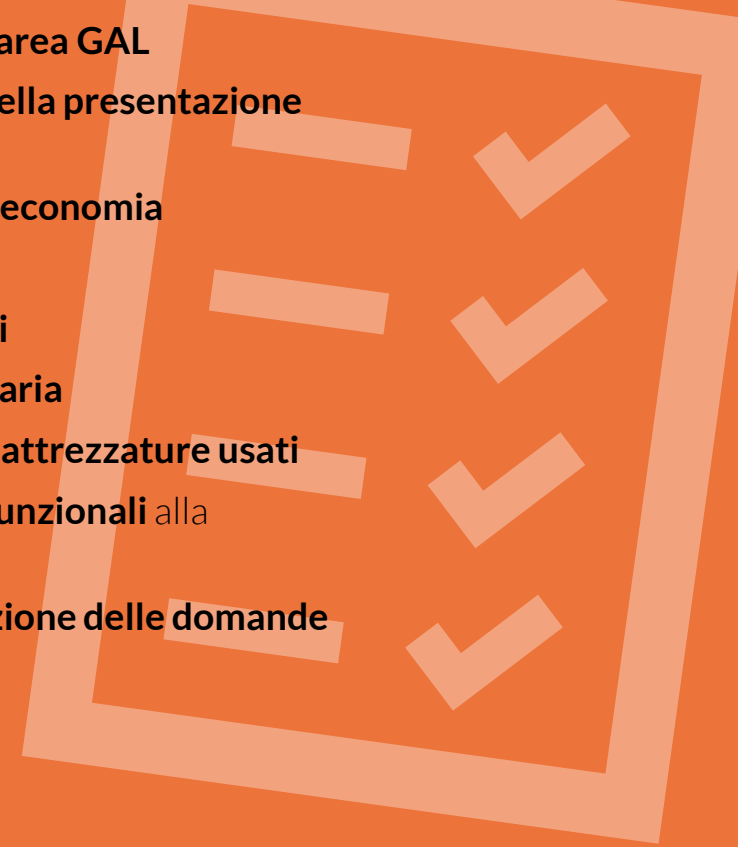 area GAL
ella presentazione
economia
i
aria
attrezzature usati
unzionali alla
zione delle domande